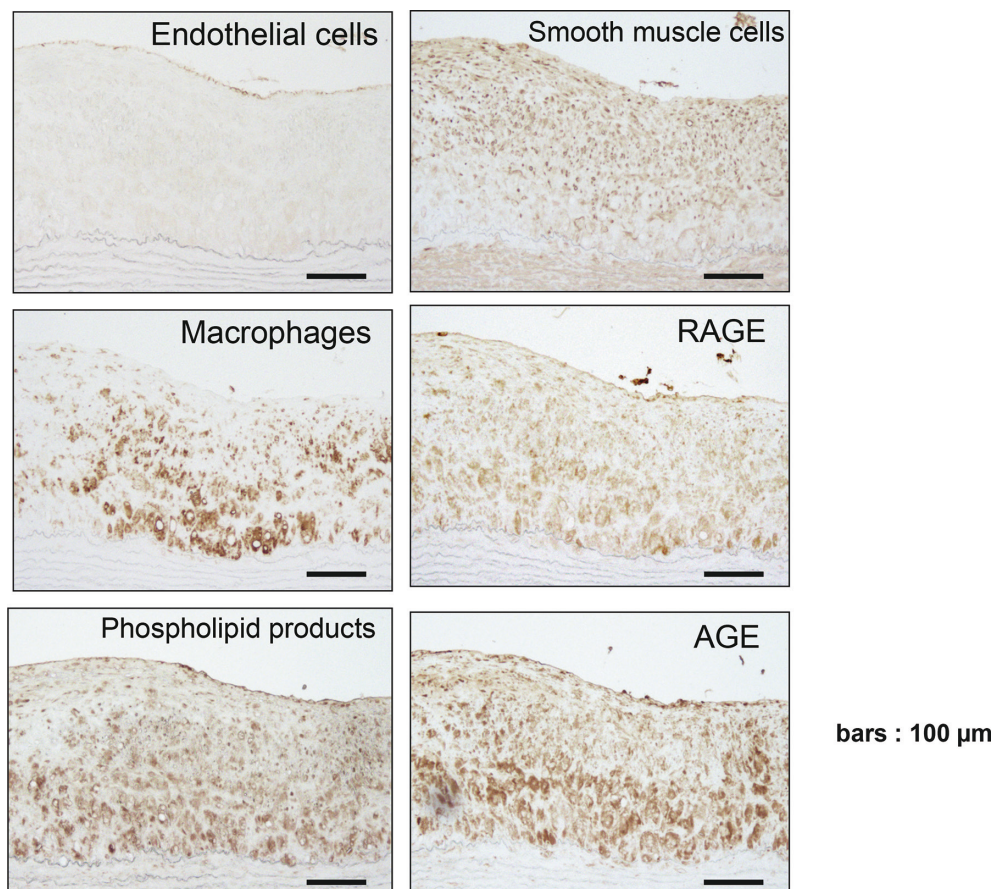 Endothelial cells
Smooth muscle cells
Macrophages
RAGE
Phospholipid products
AGE
bars : 100 µm